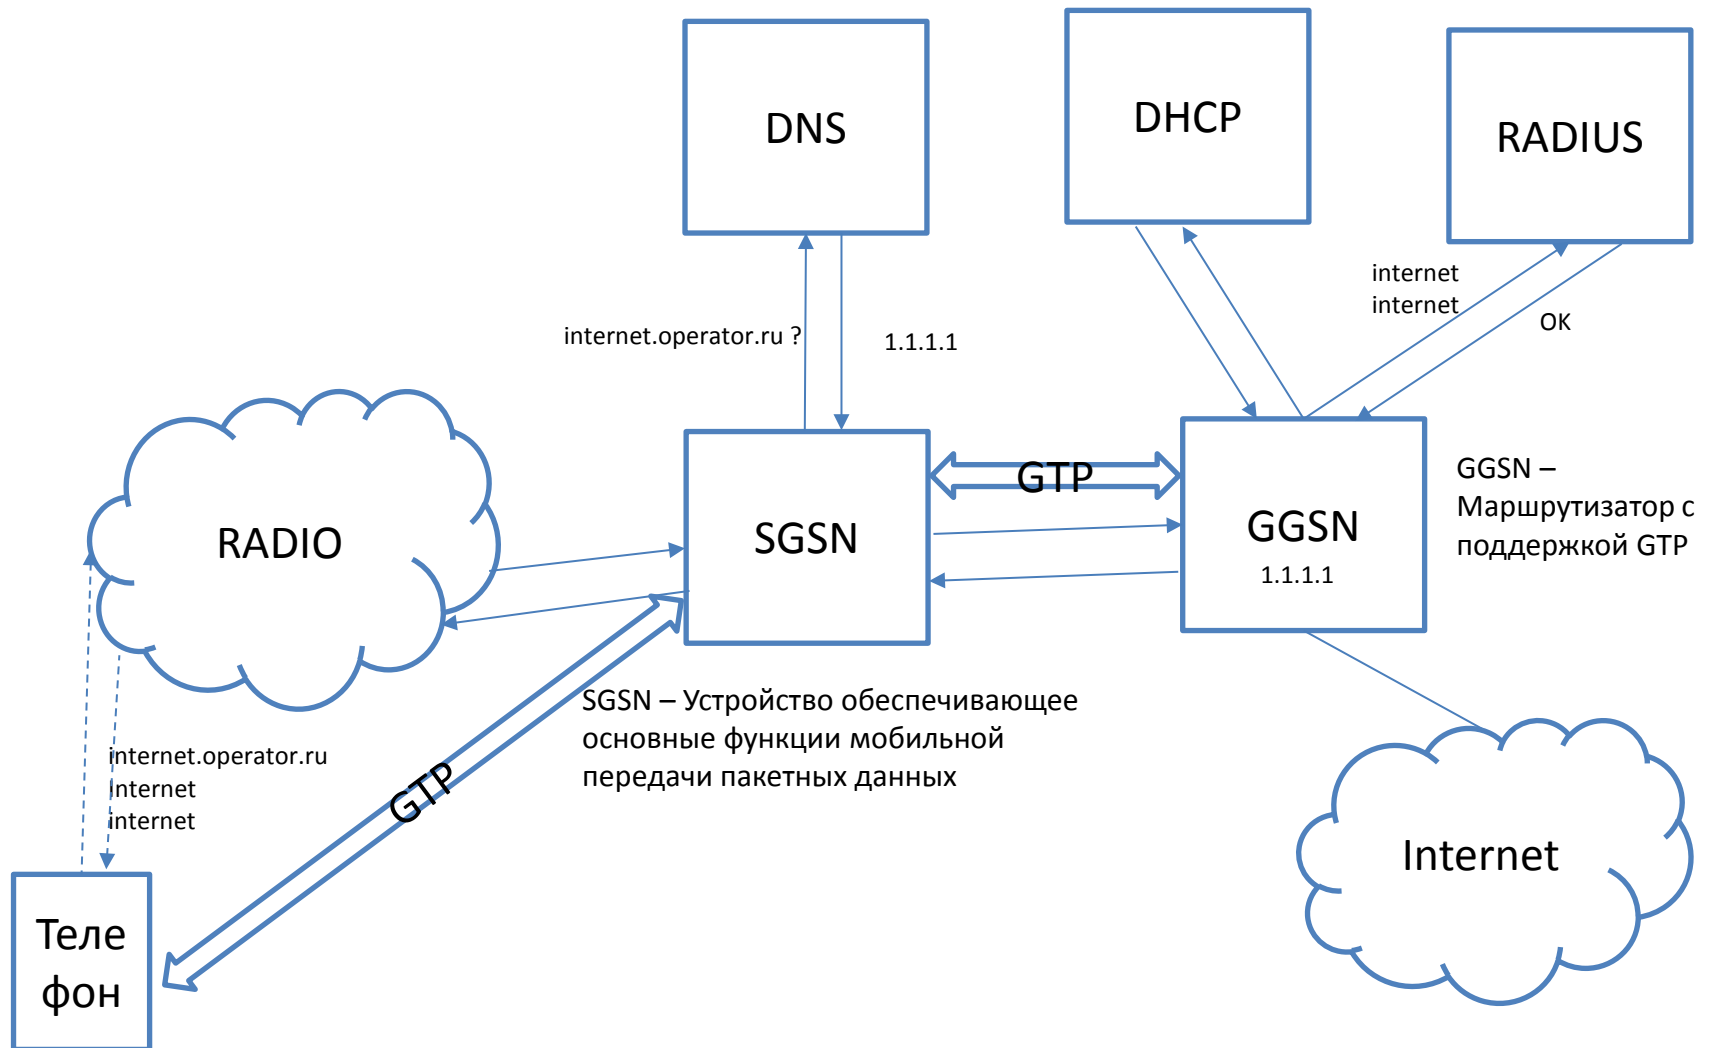 DNS
DHCP
RADIUS
internet
internet
OK
internet.operator.ru ?
1.1.1.1
RADIO
SGSN
GTP
GGSN
1.1.1.1
GGSN –
Маршрутизатор с
поддержкой GTP
SGSN – Устройство обеспечивающее
основные функции мобильной
передачи пакетных данных
internet.operator.ru
internet
internet
GTP
Internet
Теле
фон